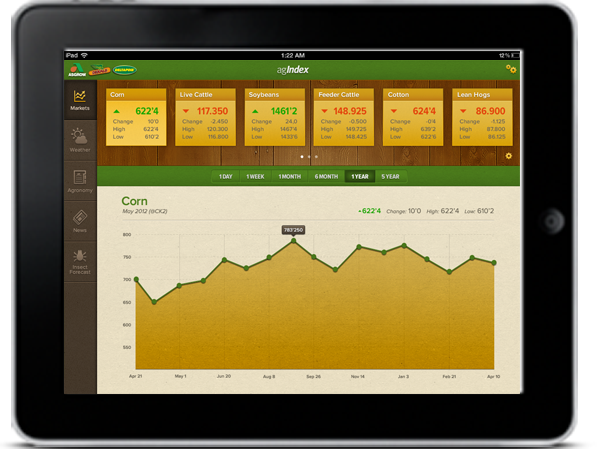 iPad 1:22 AM 12%
ASGROW DEKALB DELTAPINE agIndex
Markets
Weather
Agronomy
News
Insect
Forecast
Corn
622'4
Change 10'0
High 622'4
Low 610'2
Live Cattle
117.350
Change -2.450
High 120.300
Low 116.800
Soybeans
1461'2
Change 24.0
High 1467'4
Low 1433'6
Feeder Cattle
148.925
Change -0.500
High 149.725
Low 148.425
Cotton
624'4
Change -0'4
High 639'2
Low 622'6
Lean Hogs
86.900
Change -1.125
High 87.800
Low 86.125
1 DAY 1 WEEK 1 MONTH 6 MONTH 1 YEAR 5 YEAR
Corn
May 2012 (@CK2)
622'4 Change: 10'0 High: 622'4 Low: 610'2
783'250
800
750
700
650
600
550
Apr 21 May 1 Jun 20 Aug 8 Sep 26 Nov 14 Jan 3 Feb 21 Apr 10